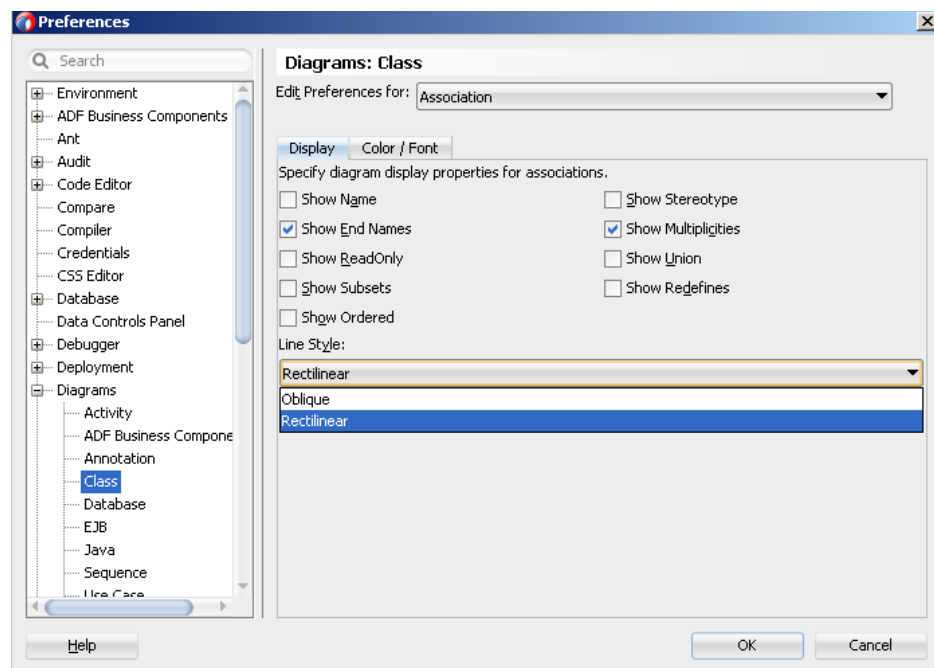 Preferences
Search
Diagrams: Class
Edit Preferences for: Association
Environment
ADF Business Components
Ant
Audit
Code Editor
Compare
Compiler
Credentials
CSS Editor
Database
Data Controls Panel
Debugger
Deployment
Diagrams
Activity
ADF Business Compone
Annotation
Class
Database
EJB
Java
Sequence
Use Case
Display Color / Font
Specify diagram display properties for associations.
Show Name Show Stereotype
Show End Names Show Multiplicities
Show ReadOnly Show Union
Show Subsets Show Redefines
Show Ordered
Line Style:
Rectilinear
Oblique
Rectilinear
Help OK Cancel